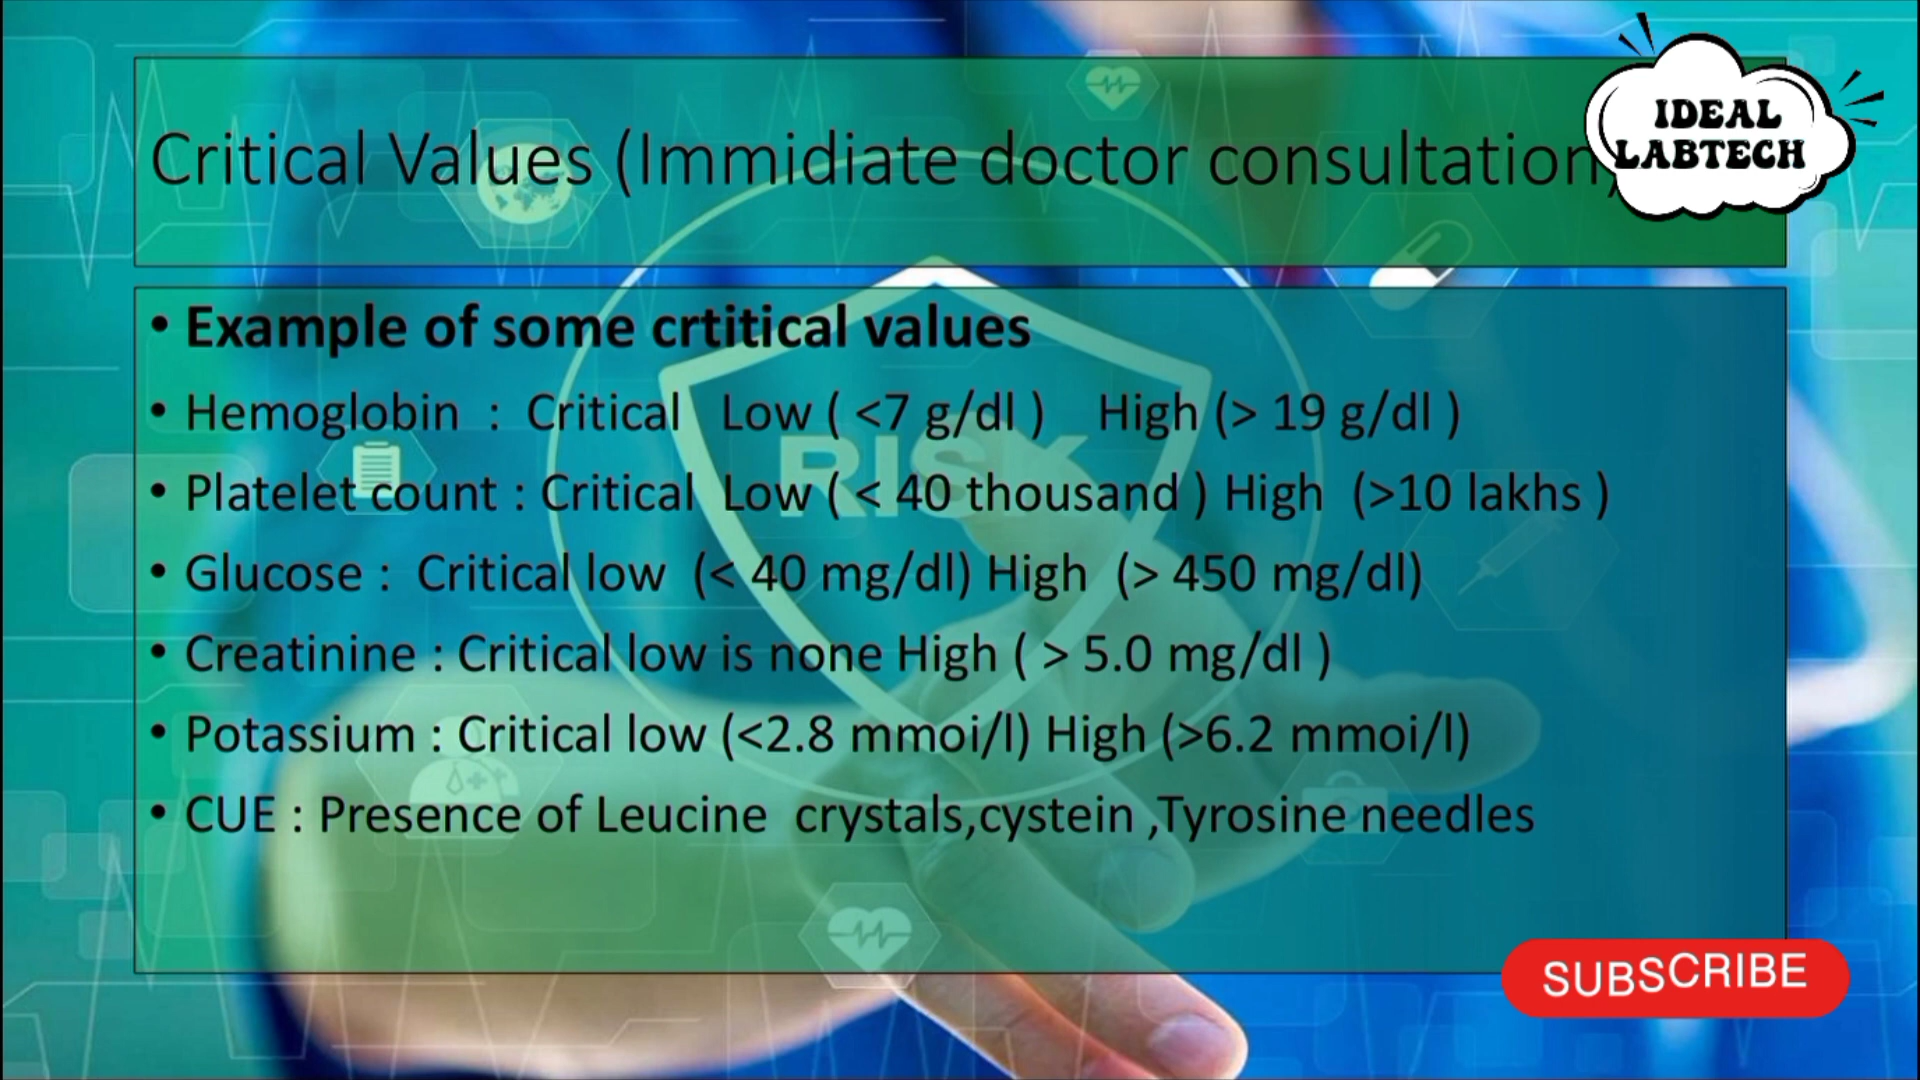 Critical Values (Immidiate doctor consultation)
IDEAL
LABTECH
• Example of some crtitical values
• Hemoglobin : Critical Low ( <7 g/dl ) High (> 19 g/dl )
• Platelet count : Critical Low ( < 40 thousand ) High (>10 lakhs )
• Glucose : Critical low (< 40 mg/dl) High (> 450 mg/dl)
• Creatinine : Critical low is none High ( > 5.0 mg/dl )
• Potassium : Critical low (<2.8 mmoi/l) High (>6.2 mmoi/l)
• CUE : Presence of Leucine crystals,cystein ,Tyrosine needles
RISK
SUBSCRIBE